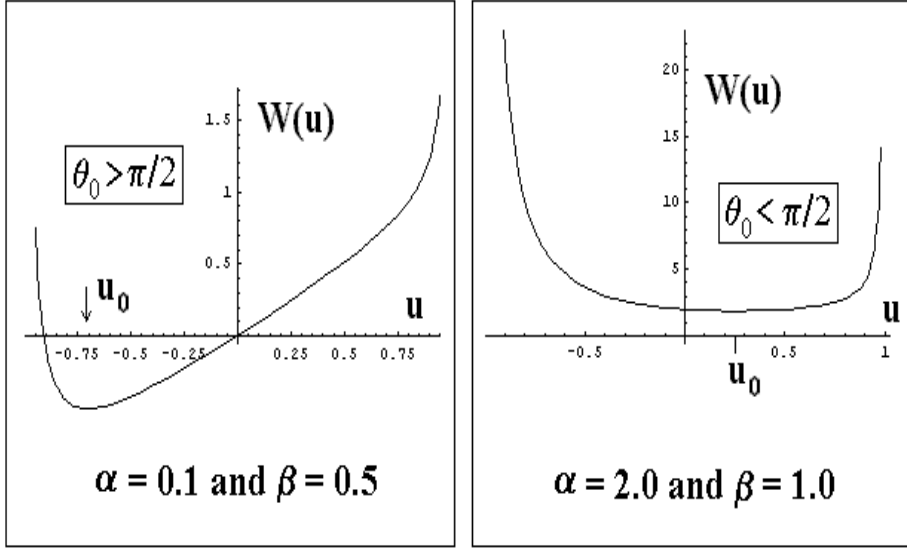 1.5
W(u)
θ₀ > π/2
1
0.5
u₀
u
-0.75 -0.5 -0.25 0.25 0.5 0.75
α = 0.1 and β = 0.5
20
W(u)
15
10
θ₀ < π/2
5
u
-0.5 0.5 1
u₀
α = 2.0 and β = 1.0